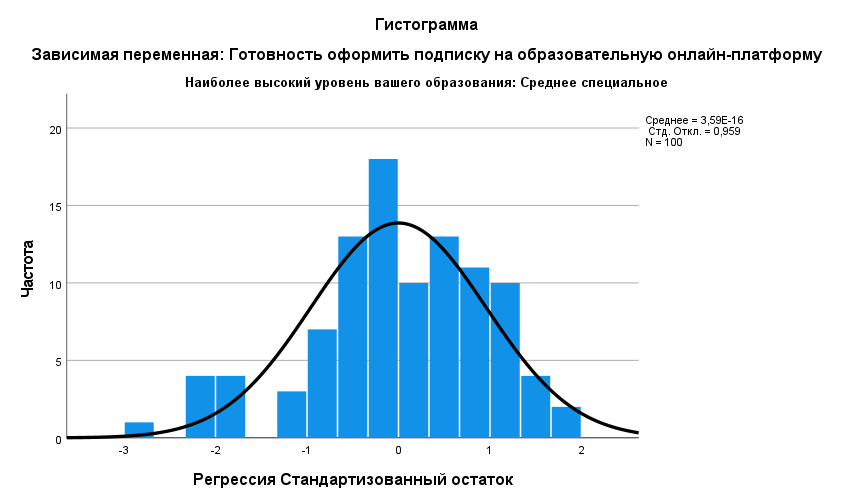 Гистограмма
Зависимая переменная: Готовность оформить подписку на образовательную онлайн-платформу
Наиболее высокий уровень вашего образования: Среднее специальное
Среднее = 3,59E-16
Стд. Откл. = 0,959
N = 100
Частота
20
15
10
5
0
-3 -2 -1 0 1 2
Регрессия Стандартизованный остаток